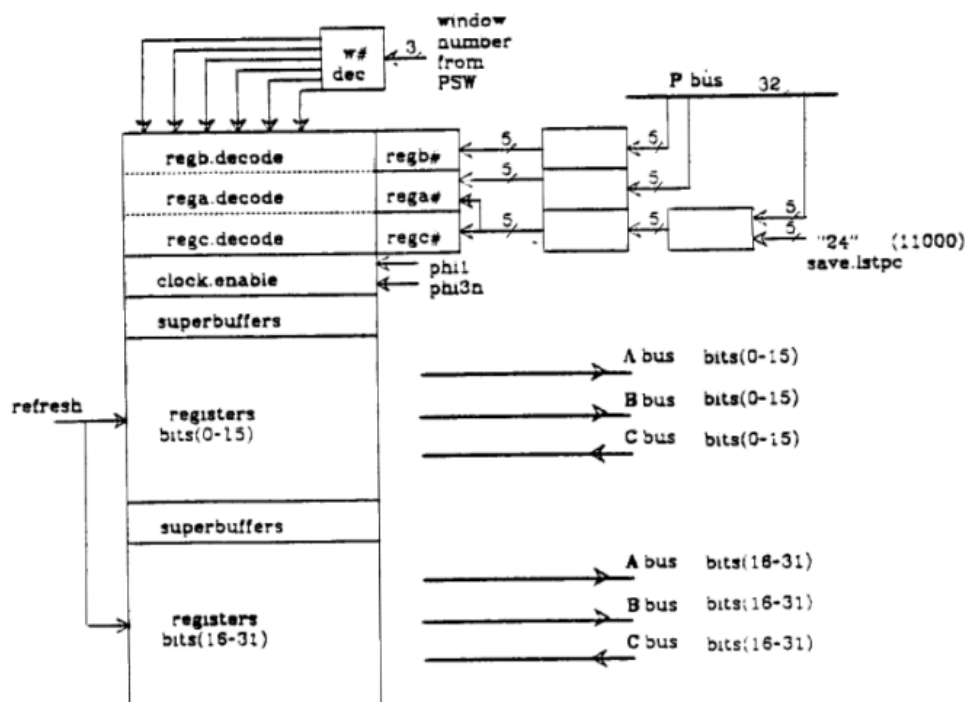 window
number
from
PSW
w#
dec
3
P bus 32
regb.decode regb# 5 5
rega.decode rega# 5 5
regc.decode regc# 5 5 5
5
"24" (11000)
save.lstpc
clock.enable
phi1
phi3n
superbuffers
A bus bits(0-15)
B bus bits(0-15)
C bus bits(0-15)
refresh
registers
bits(0-15)
superbuffers
A bus bits(16-31)
B bus bits(16-31)
C bus bits(16-31)
registers
bits(16-31)